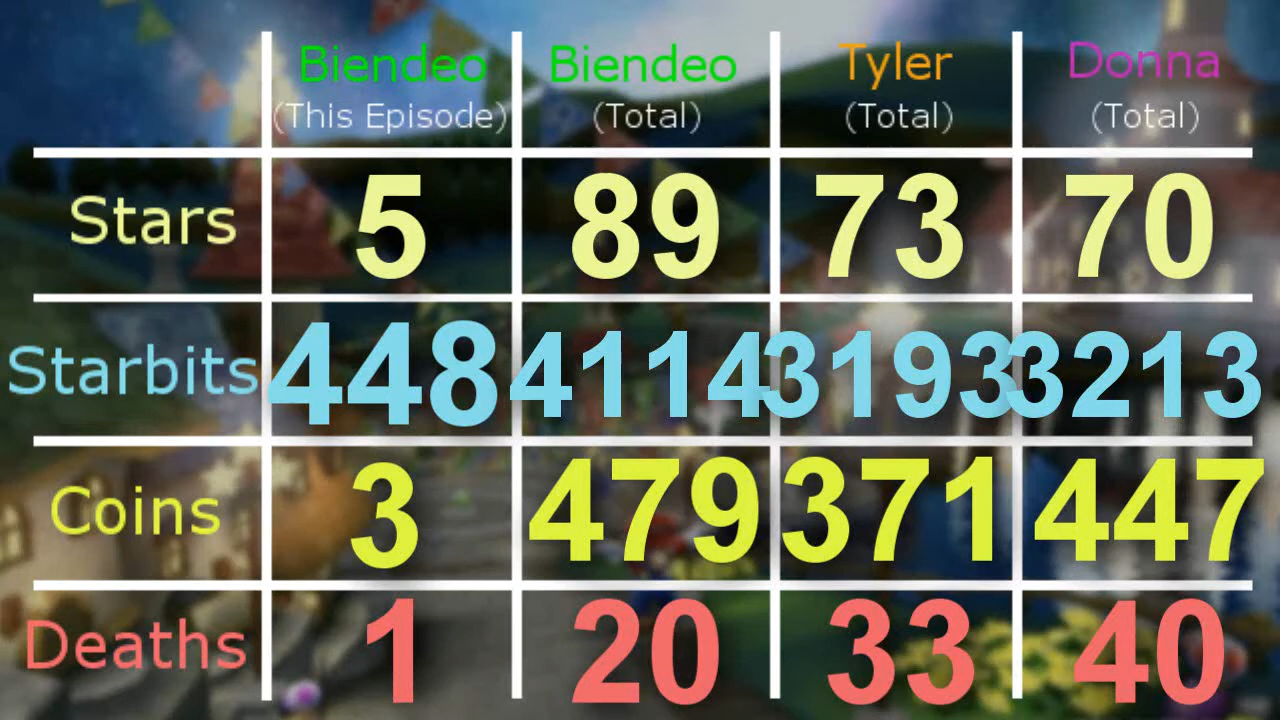 Biendeo Biendeo Tyler Donna
(This Episode) (Total) (Total) (Total)
Stars 5 89 73 70
Starbits 448 4114 3193 3213
Coins 3 479 371 447
Deaths 1 20 33 40